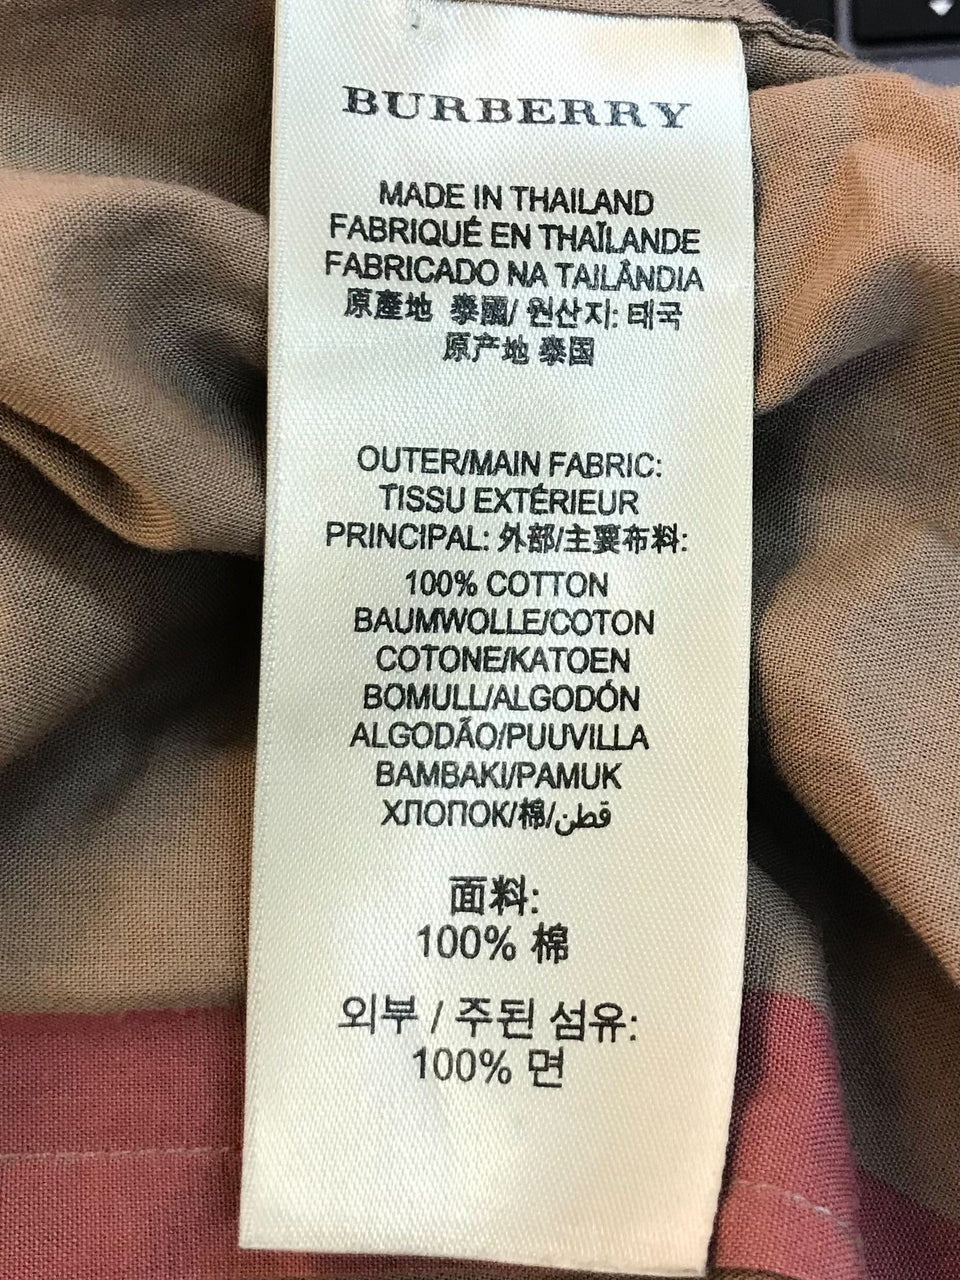 BURBERRY
MADE IN THAILAND
FABRIQUÉ EN THAÏLANDE
FABRICADO NA TAILÂNDIA
原產地 泰國/ 원산지: 태국
原产地 泰国
OUTER/MAIN FABRIC:
TISSU EXTÉRIEUR
PRINCIPAL: 外部/主要布料:
100% COTTON
BAUMWOLLE/COTON
COTONE/KATOEN
BOMULL/ALGODÓN
ALGODÃO/PUUVILLA
BAMBAKI/PAMUK
ХЛОПОК/棉/قطن
面料:
100% 棉
외부 / 주된 섬유:
100% 면